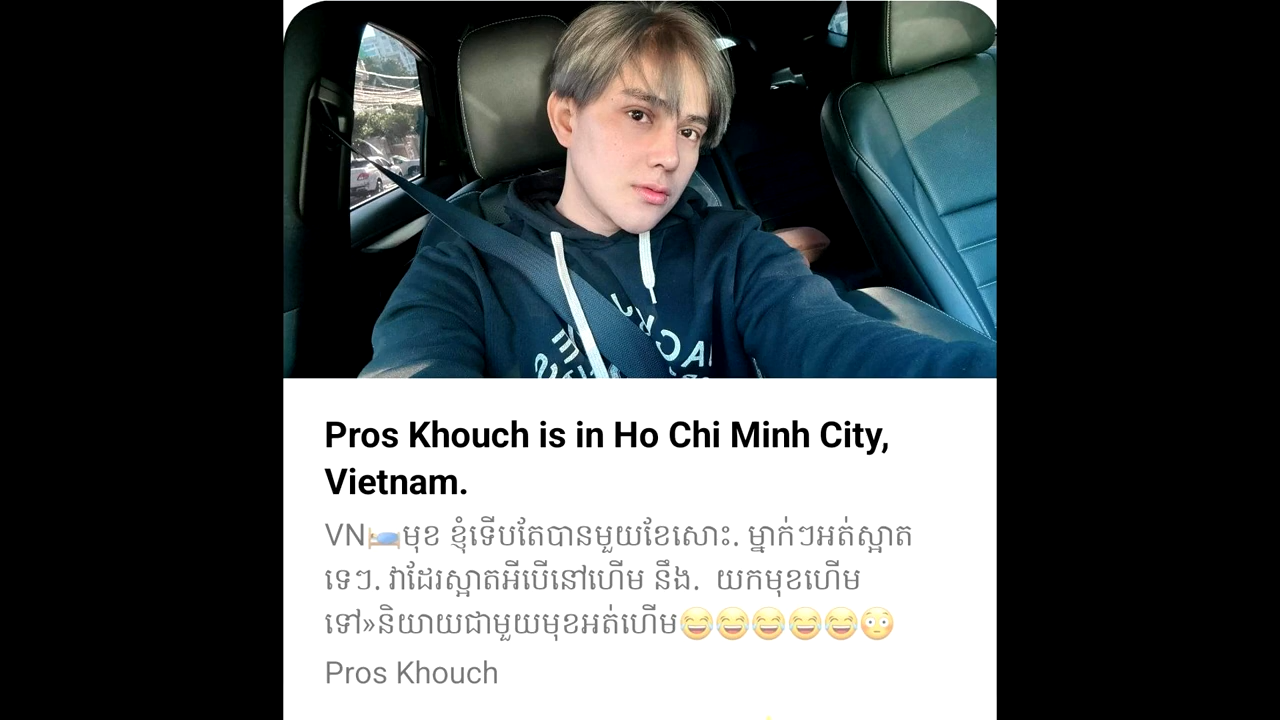 Pros Khouch is in Ho Chi Minh City,
Vietnam.
VN🛏️មុខ ខ្ញុំទើបតែបានមួយខែសោះ. ម្នាក់ៗអត់ស្អាត
ទេៗ. វាដែរស្អាតអីបើនៅហើម នឹង.  យកមុខហើម
ទៅ»និយាយជាមួយមុខអត់ហើម😂😂😂😂😂😳
Pros Khouch